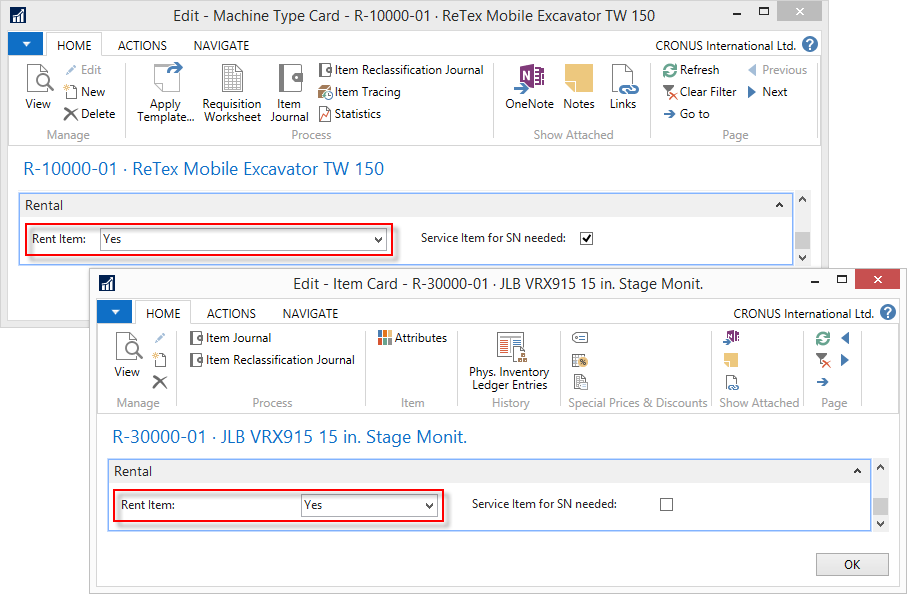 Edit - Machine Type Card - R-10000-01 · ReTex Mobile Excavator TW 150
HOME ACTIONS NAVIGATE CRONUS International Ltd. ?
View
Edit
New
Delete
Manage
Apply
Template...
Requisition
Worksheet
Item
Journal
Item Reclassification Journal
Item Tracing
Statistics
Process
OneNote
Notes
Links
Show Attached
Refresh
Clear Filter
Go to
Previous
Next
Page
R-10000-01 · ReTex Mobile Excavator TW 150
Rental
Rent Item: Yes Service Item for SN needed:
Edit - Item Card - R-30000-01 · JLB VRX915 15 in. Stage Monit.
HOME ACTIONS NAVIGATE CRONUS International Ltd. ?
View
Manage
Item Journal
Item Reclassification Journal
Process
Attributes
Item
Phys. Inventory
Ledger Entries
History
Special Prices & Discounts
Show Attached
Page
R-30000-01 · JLB VRX915 15 in. Stage Monit.
Rental
Rent Item: Yes Service Item for SN needed:
OK